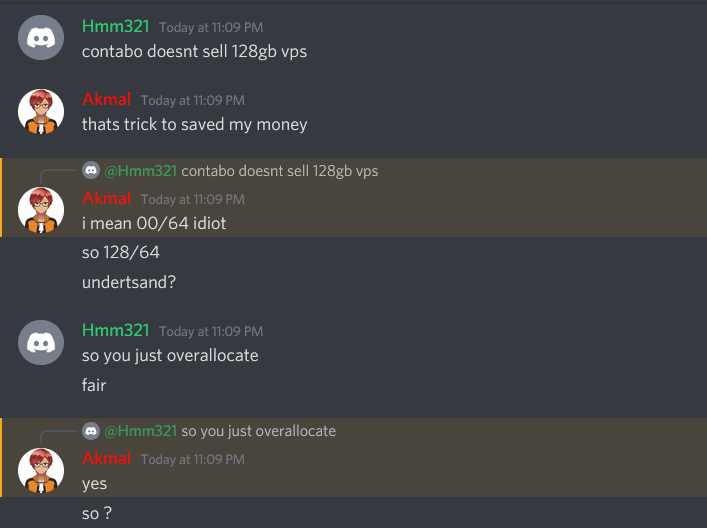 Hmm321 Today at 11:09 PM
contabo doesnt sell 128gb vps
Akmal Today at 11:09 PM
thats trick to saved my money
@Hmm321 contabo doesnt sell 128gb vps
Akmal Today at 11:09 PM
i mean 00/64 idiot
so 128/64
undertsand?
Hmm321 Today at 11:09 PM
so you just overallocate
fair
@Hmm321 so you just overallocate
Akmal Today at 11:09 PM
yes
so ?